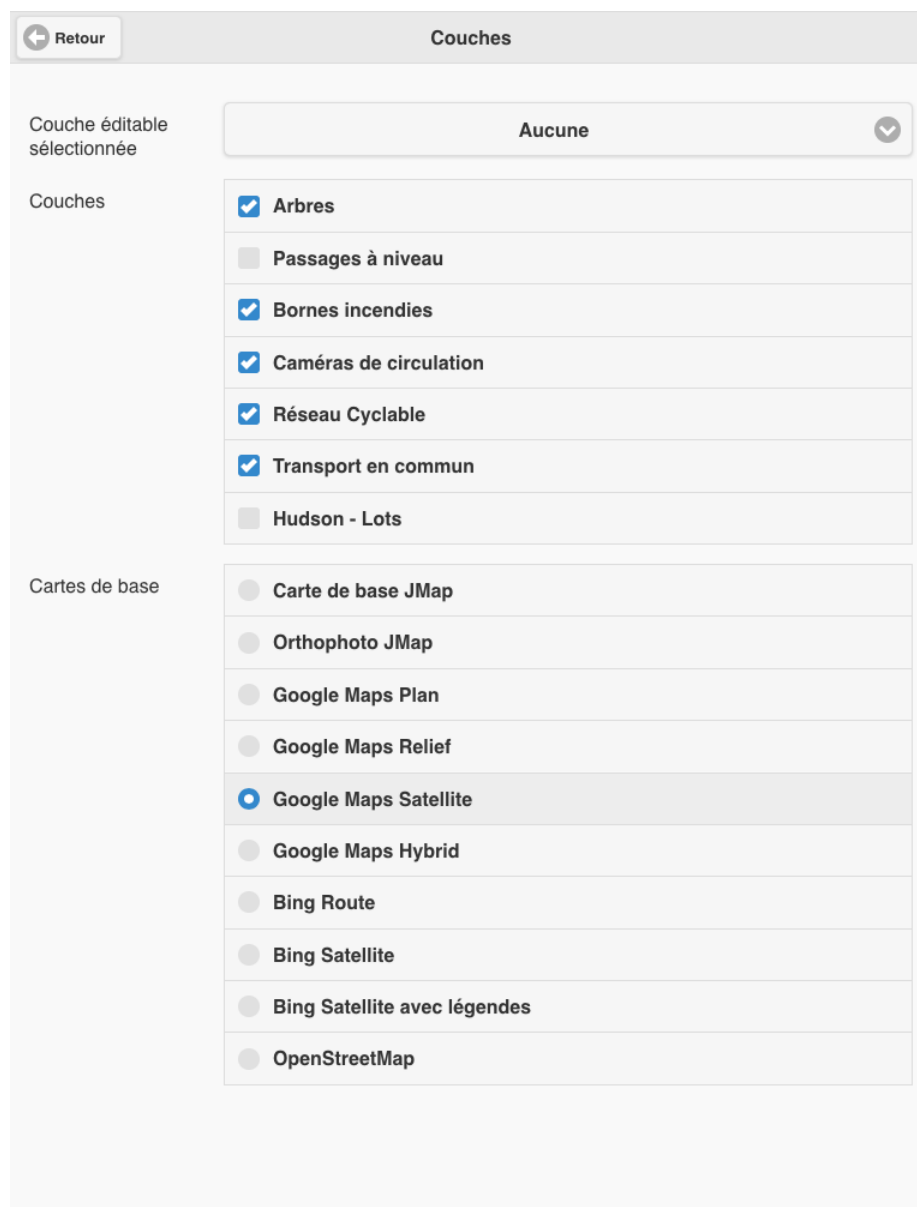 Retour
Couches
Couche éditable
sélectionnée
Aucune
Couches
Arbres
Passages à niveau
Bornes incendies
Caméras de circulation
Réseau Cyclable
Transport en commun
Hudson - Lots
Cartes de base
Carte de base JMap
Orthophoto JMap
Google Maps Plan
Google Maps Relief
Google Maps Satellite
Google Maps Hybrid
Bing Route
Bing Satellite
Bing Satellite avec légendes
OpenStreetMap